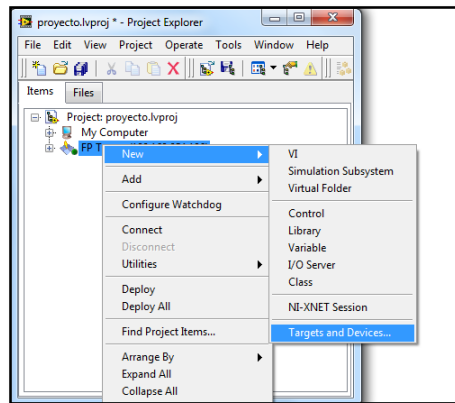 proyecto.lvproj * - Project Explorer
File Edit View Project Operate Tools Window Help
Items Files
Project: proyecto.lvproj
My Computer
FP T
New
Add
Configure Watchdog
Connect
Disconnect
Utilities
Deploy
Deploy All
Find Project Items...
Arrange By
Expand All
Collapse All
VI
Simulation Subsystem
Virtual Folder
Control
Library
Variable
I/O Server
Class
NI-XNET Session
Targets and Devices...